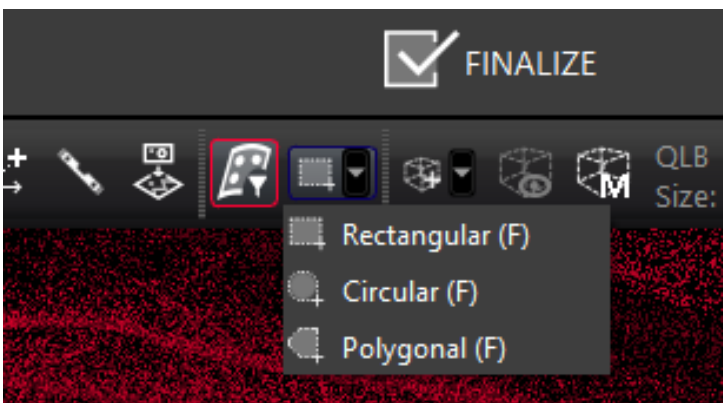 FINALIZE
QLB
Size:
M
Rectangular (F)
Circular (F)
Polygonal (F)